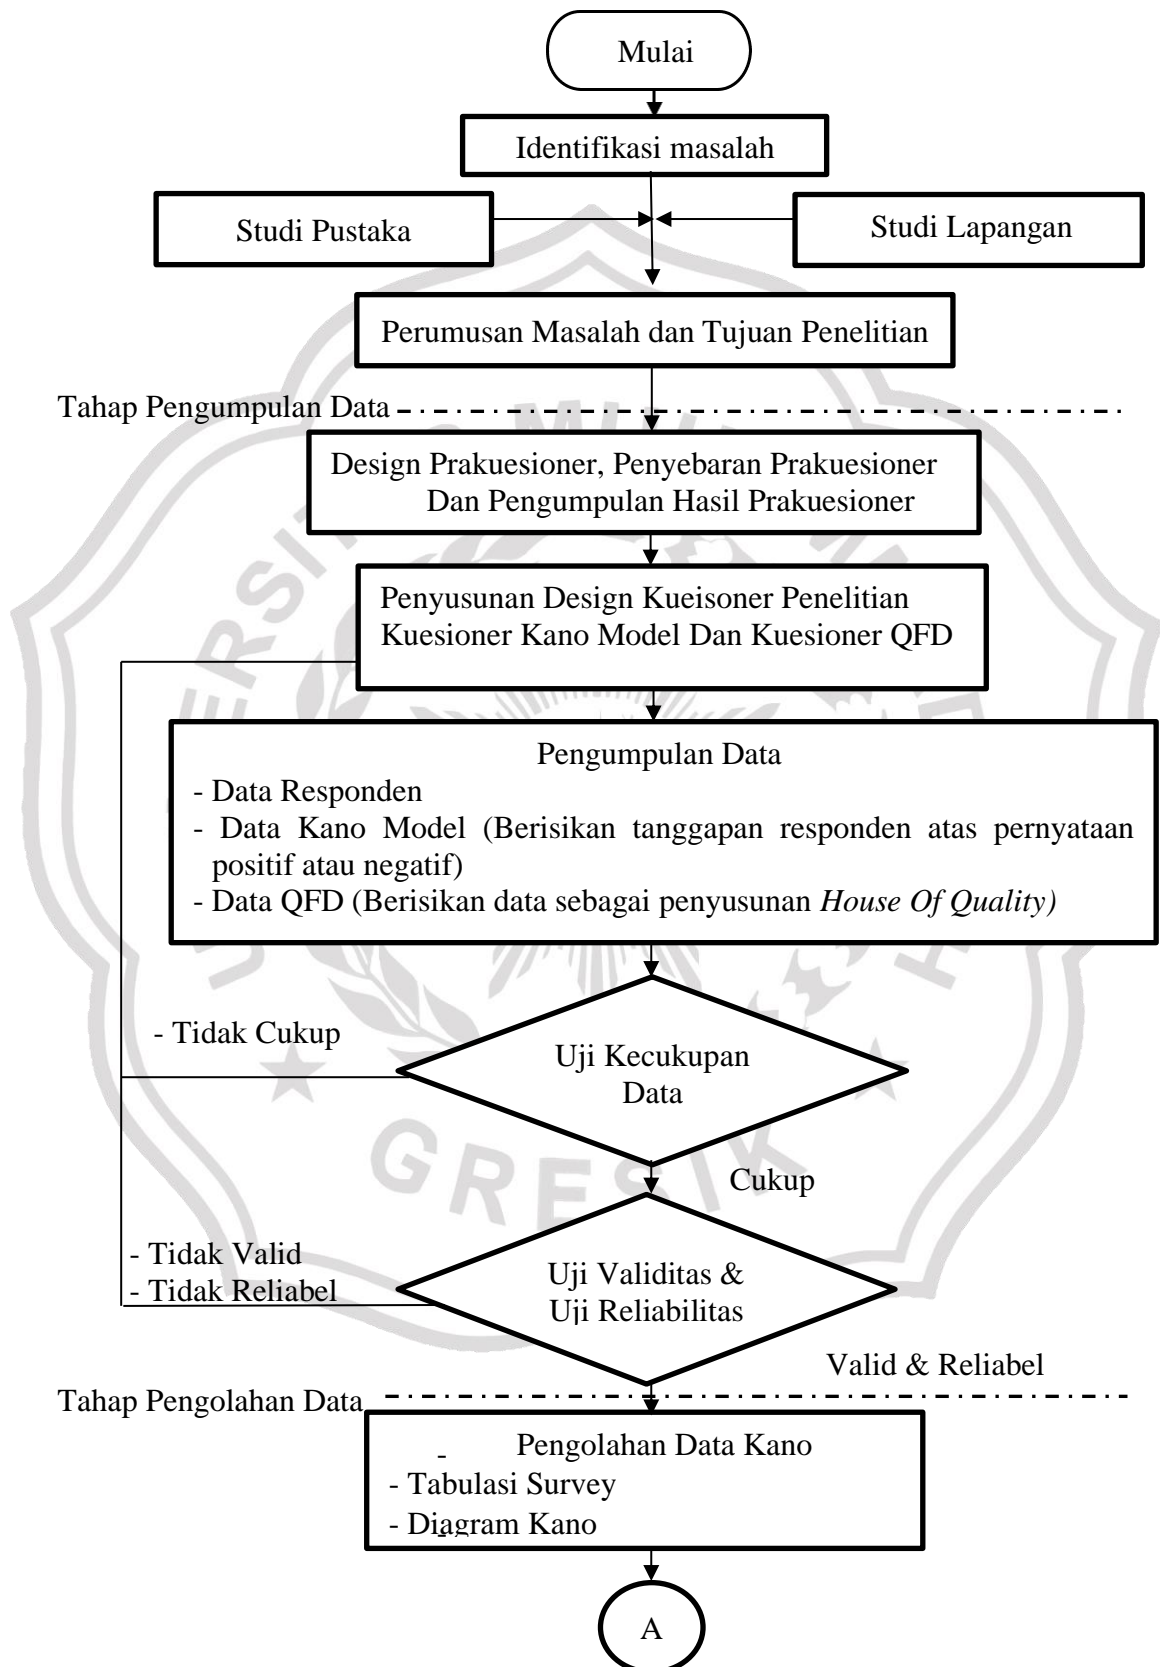 Mulai
Identifikasi masalah
Studi Pustaka
Studi Lapangan
Perumusan Masalah dan Tujuan Penelitian
Tahap Pengumpulan Data
Design Prakuesioner, Penyebaran Prakuesioner
Dan Pengumpulan Hasil Prakuesioner
Penyusunan Design Kueisoner Penelitian
Kuesioner Kano Model Dan Kuesioner QFD
Pengumpulan Data
- Data Responden
- Data Kano Model (Berisikan tanggapan responden atas pernyataan
positif atau negatif)
- Data QFD (Berisikan data sebagai penyusunan House Of Quality)
- Tidak Cukup
Uji Kecukupan
Data
GRESIK
Cukup
- Tidak Valid
- Tidak Reliabel
Uji Validitas &
Uji Reliabilitas
Valid & Reliabel
Tahap Pengolahan Data
- Pengolahan Data Kano
- Tabulasi Survey
- Diagram Kano
-
A